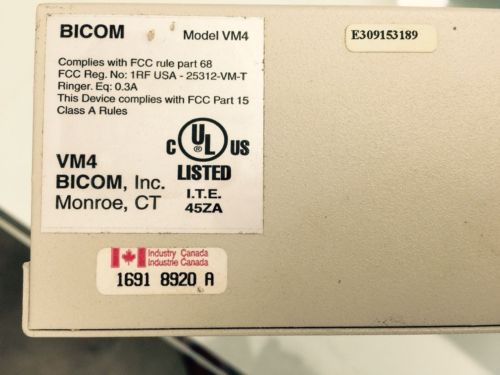 BICOM Model VM4
E309153189
Complies with FCC rule part 68
FCC Reg. No: 1RF USA - 25312-VM-T
Ringer. Eq: 0.3A
This Device complies with FCC Part 15
Class A Rules
C UL ® US
LISTED
I.T.E.
45ZA
VM4
BICOM, Inc.
Monroe, CT
Industry Canada
Industrie Canada
1691 8920 A